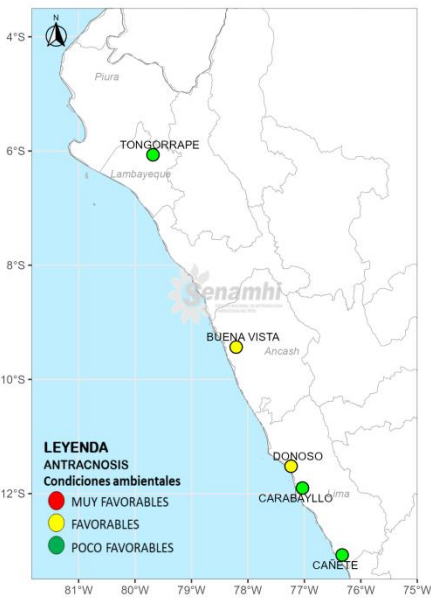 N
4°S
Piura
TONGORRAPE
6°S
Lambayeque
8°S
Senamhi
BUENA VISTA
Ancash
10°S
LEYENDA
ANTRACNOSIS
Condiciones ambientales
MUY FAVORABLES
FAVORABLES
POCO FAVORABLES
DONOSO
12°S
CARABAYLLO
Lima
CAÑETE
81°W 80°W 79°W 78°W 77°W 76°W 75°W